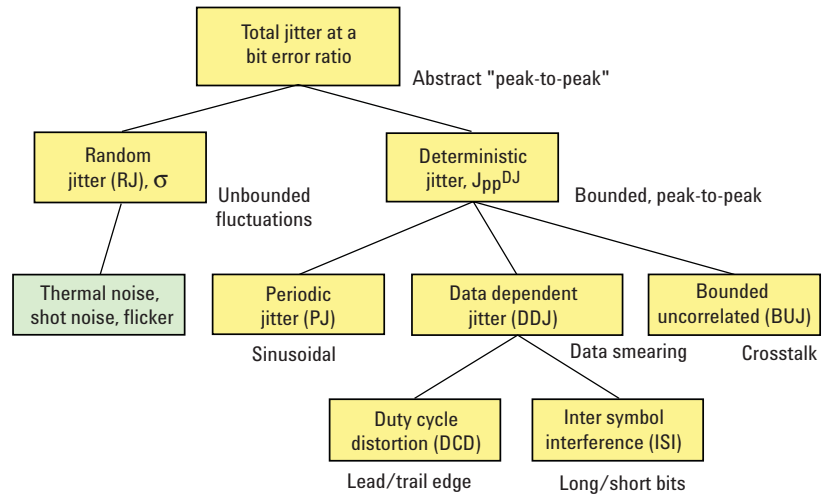 Total jitter at a
bit error ratio
Abstract "peak-to-peak"
Random
jitter (RJ), σ
Unbounded
fluctuations
Deterministic
jitter, JppDJ
Bounded, peak-to-peak
Thermal noise,
shot noise, flicker
Periodic
jitter (PJ)
Sinusoidal
Data dependent
jitter (DDJ)
Data smearing
Bounded
uncorrelated (BUJ)
Crosstalk
Duty cycle
distortion (DCD)
Lead/trail edge
Inter symbol
interference (ISI)
Long/short bits